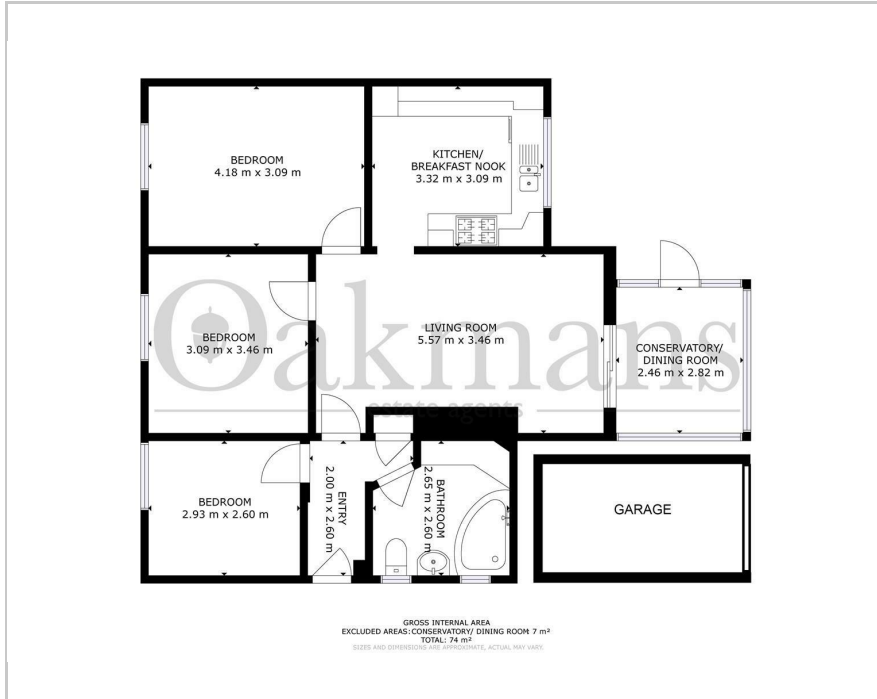 BEDROOM
4.18 m x 3.09 m
KITCHEN/
BREAKFAST NOOK
3.32 m x 3.09 m
BEDROOM
3.09 m x 3.46 m
LIVING ROOM
5.57 m x 3.46 m
CONSERVATORY/
DINING ROOM
2.46 m x 2.82 m
Oakmans
estate agents
BEDROOM
2.93 m x 2.60 m
ENTRY
2.00 m x 2.60 m
BATHROOM
2.65 m x 2.60 m
GARAGE
GROSS INTERNAL AREA
EXCLUDED AREAS: CONSERVATORY/ DINING ROOM: 7 m²
TOTAL: 74 m²
SIZES AND DIMENSIONS ARE APPROXIMATE, ACTUAL MAY VARY.